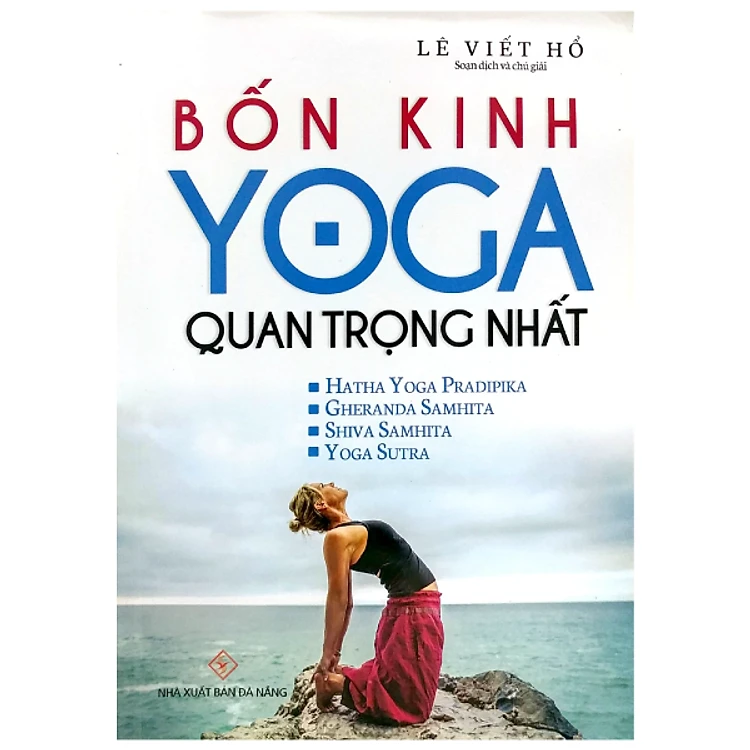 LÊ VIẾT HỔ
Soạn dịch và chú giải
BỐN KINH
YOGA
QUAN TRỌNG NHẤT
HATHA YOGA PRADIPIKA
GHERANDA SAMHITA
SHIVA SAMHITA
YOGA SUTRA
NHÀ XUẤT BẢN ĐÀ NẴNG